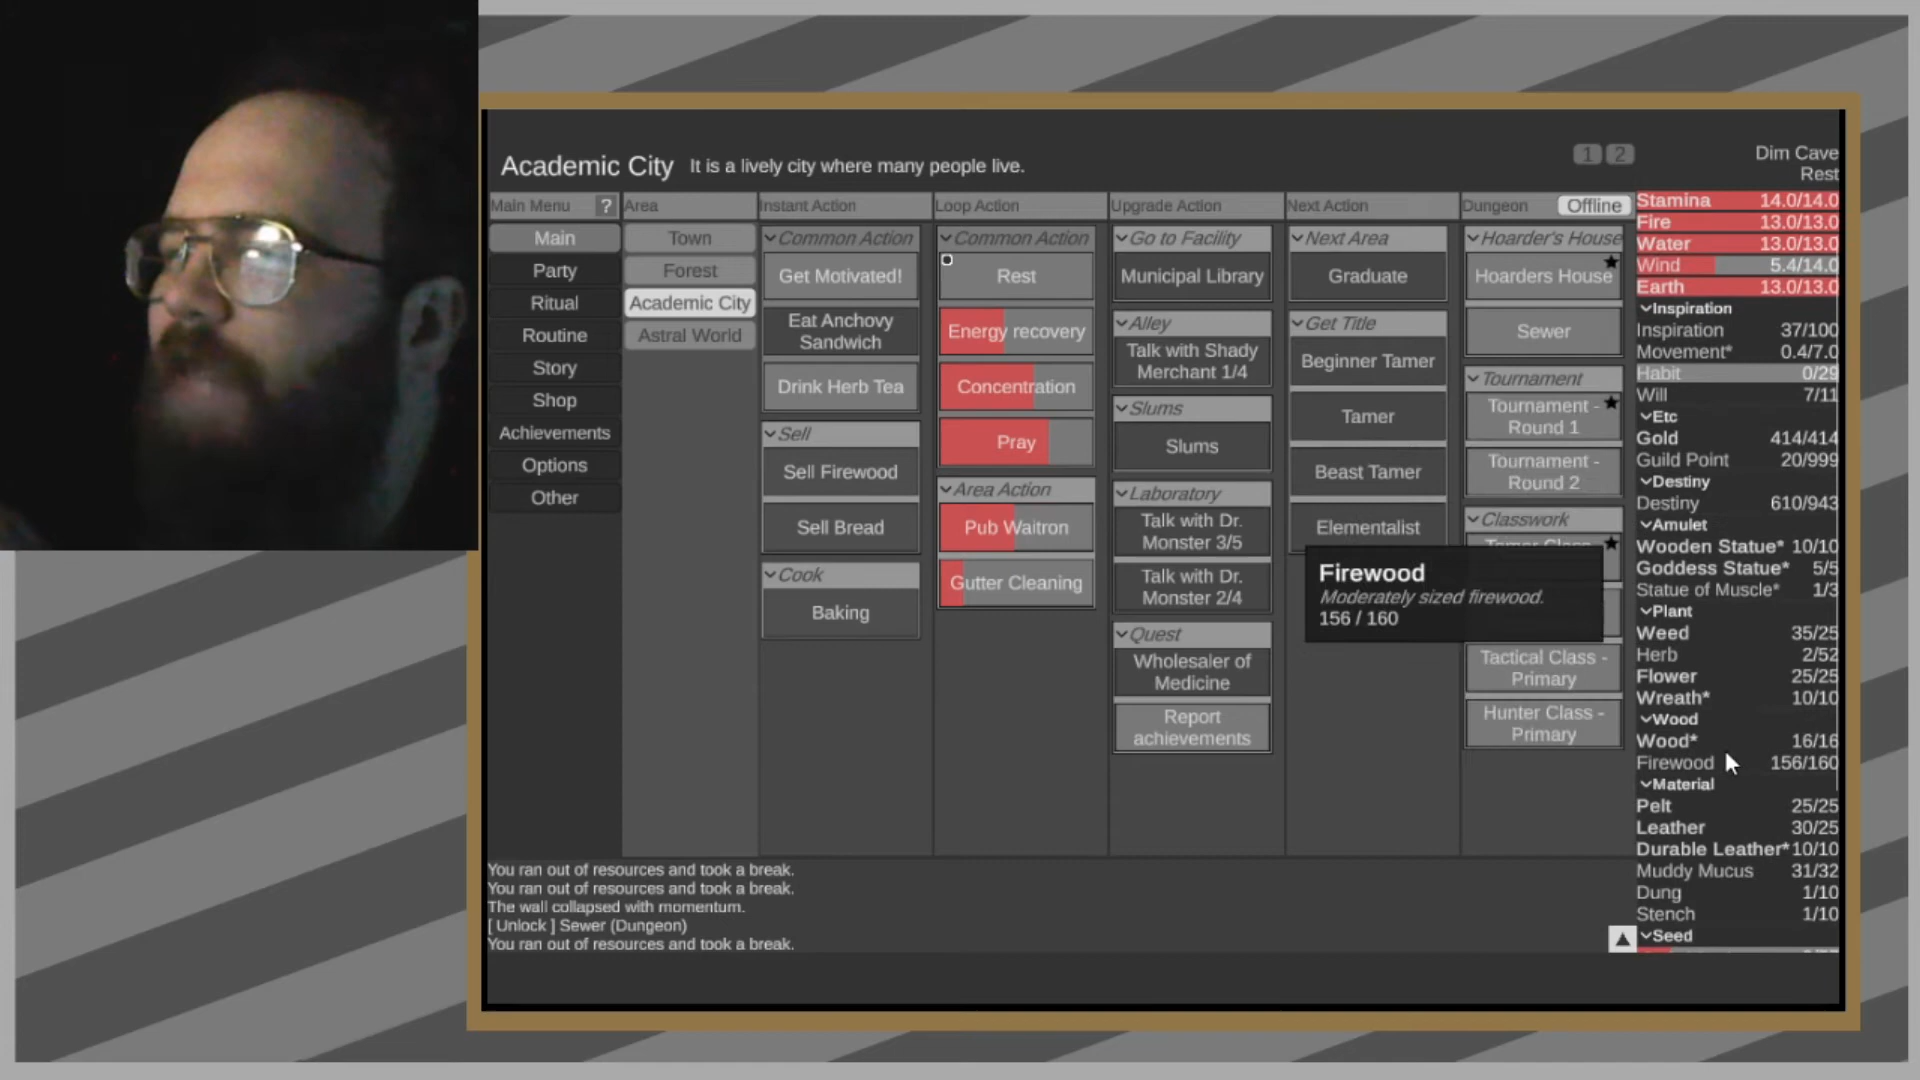 Academic City It is a lively city where many people live.
1 2
Dim Cave
Rest
Main Menu ?
Main
Party
Ritual
Routine
Story
Shop
Achievements
Options
Other
Area
Town
Forest
Academic City
Astral World
Instant Action
Common Action
Get Motivated!
Eat Anchovy
Sandwich
Drink Herb Tea
Sell
Sell Firewood
Sell Bread
Cook
Baking
Loop Action
Common Action
Rest
Energy recovery
Concentration
Pray
Area Action
Pub Waitron
Gutter Cleaning
Upgrade Action
Go to Facility
Municipal Library
Alley
Talk with Shady
Merchant 1/4
Slums
Slums
Laboratory
Talk with Dr.
Monster 3/5
Talk with Dr.
Monster 2/4
Quest
Wholesaler of
Medicine
Report
achievements
Next Action
Next Area
Graduate
Get Title
Beginner Tamer
Tamer
Beast Tamer
Elementalist
Firewood
Moderately sized firewood.
156 / 160
Dungeon Offline
Hoarder's House
Hoarders House
Sewer
Tournament
Tournament -
Round 1
Tournament -
Round 2
Classwork
Tactical Class -
Primary
Hunter Class -
Primary
Stamina 14.0/14.0
Fire 13.0/13.0
Water 13.0/13.0
Wind 5.4/14.0
Earth 13.0/13.0
Inspiration
Inspiration 37/100
Movement* 0.4/7.0
Habit 0/29
Will 7/11
Etc
Gold 414/414
Guild Point 20/999
Destiny
Destiny 610/943
Amulet
Wooden Statue* 10/10
Goddess Statue* 5/5
Statue of Muscle* 1/3
Plant
Weed 35/25
Herb 2/52
Flower 25/25
Wreath* 10/10
Wood
Wood* 16/16
Firewood 156/160
Material
Pelt 25/25
Leather 30/25
Durable Leather* 10/10
Muddy Mucus 31/32
Dung 1/10
Stench 1/10
Seed
You ran out of resources and took a break.
You ran out of resources and took a break.
The wall collapsed with momentum.
[ Unlock ] Sewer (Dungeon)
You ran out of resources and took a break.